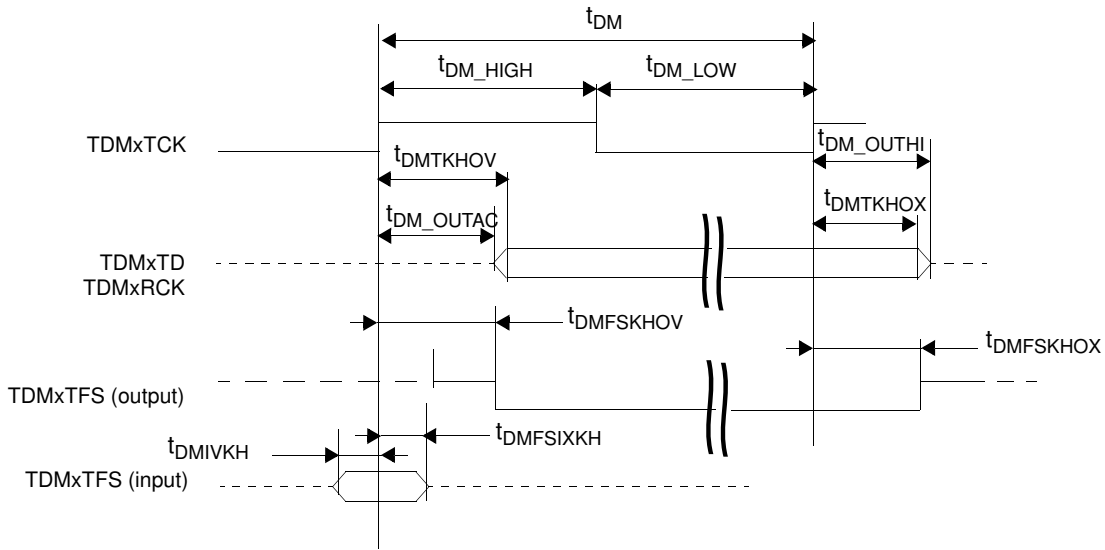 tDM
tDM_HIGH
tDM_LOW
TDMxTCK
tDM_OUTHI
tDMTKHOV
tDMTKHOX
tDM_OUTAC
TDMxTD
TDMxRCK
tDMFSKHOV
tDMFSKHOX
TDMxTFS (output)
tDMIVKH
tDMFSIXKH
TDMxTFS (input)